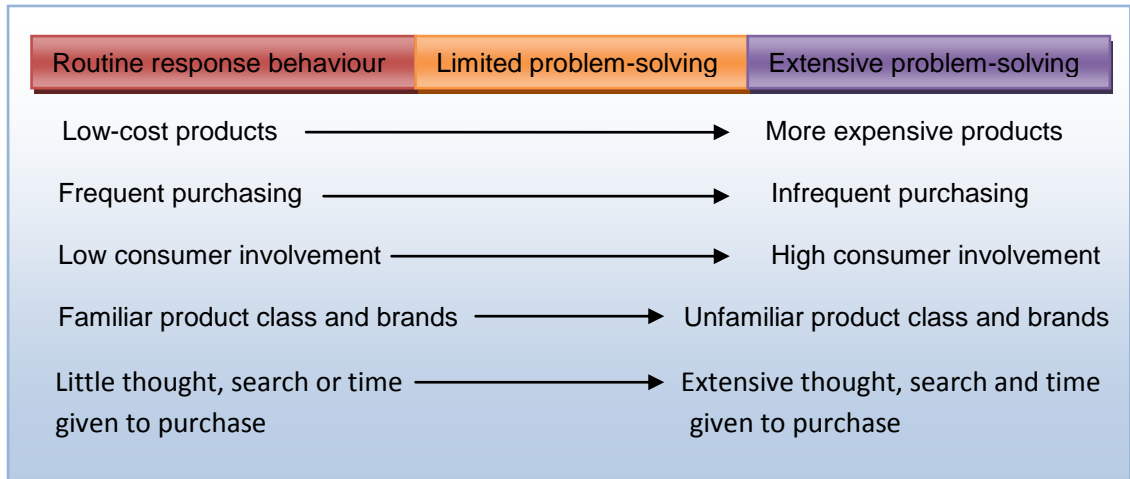 Routine response behaviour Limited problem-solving Extensive problem-solving
Low-cost products More expensive products
Frequent purchasing Infrequent purchasing
Low consumer involvement High consumer involvement
Familiar product class and brands Unfamiliar product class and brands
Little thought, search or time Extensive thought, search and time
given to purchase given to purchase